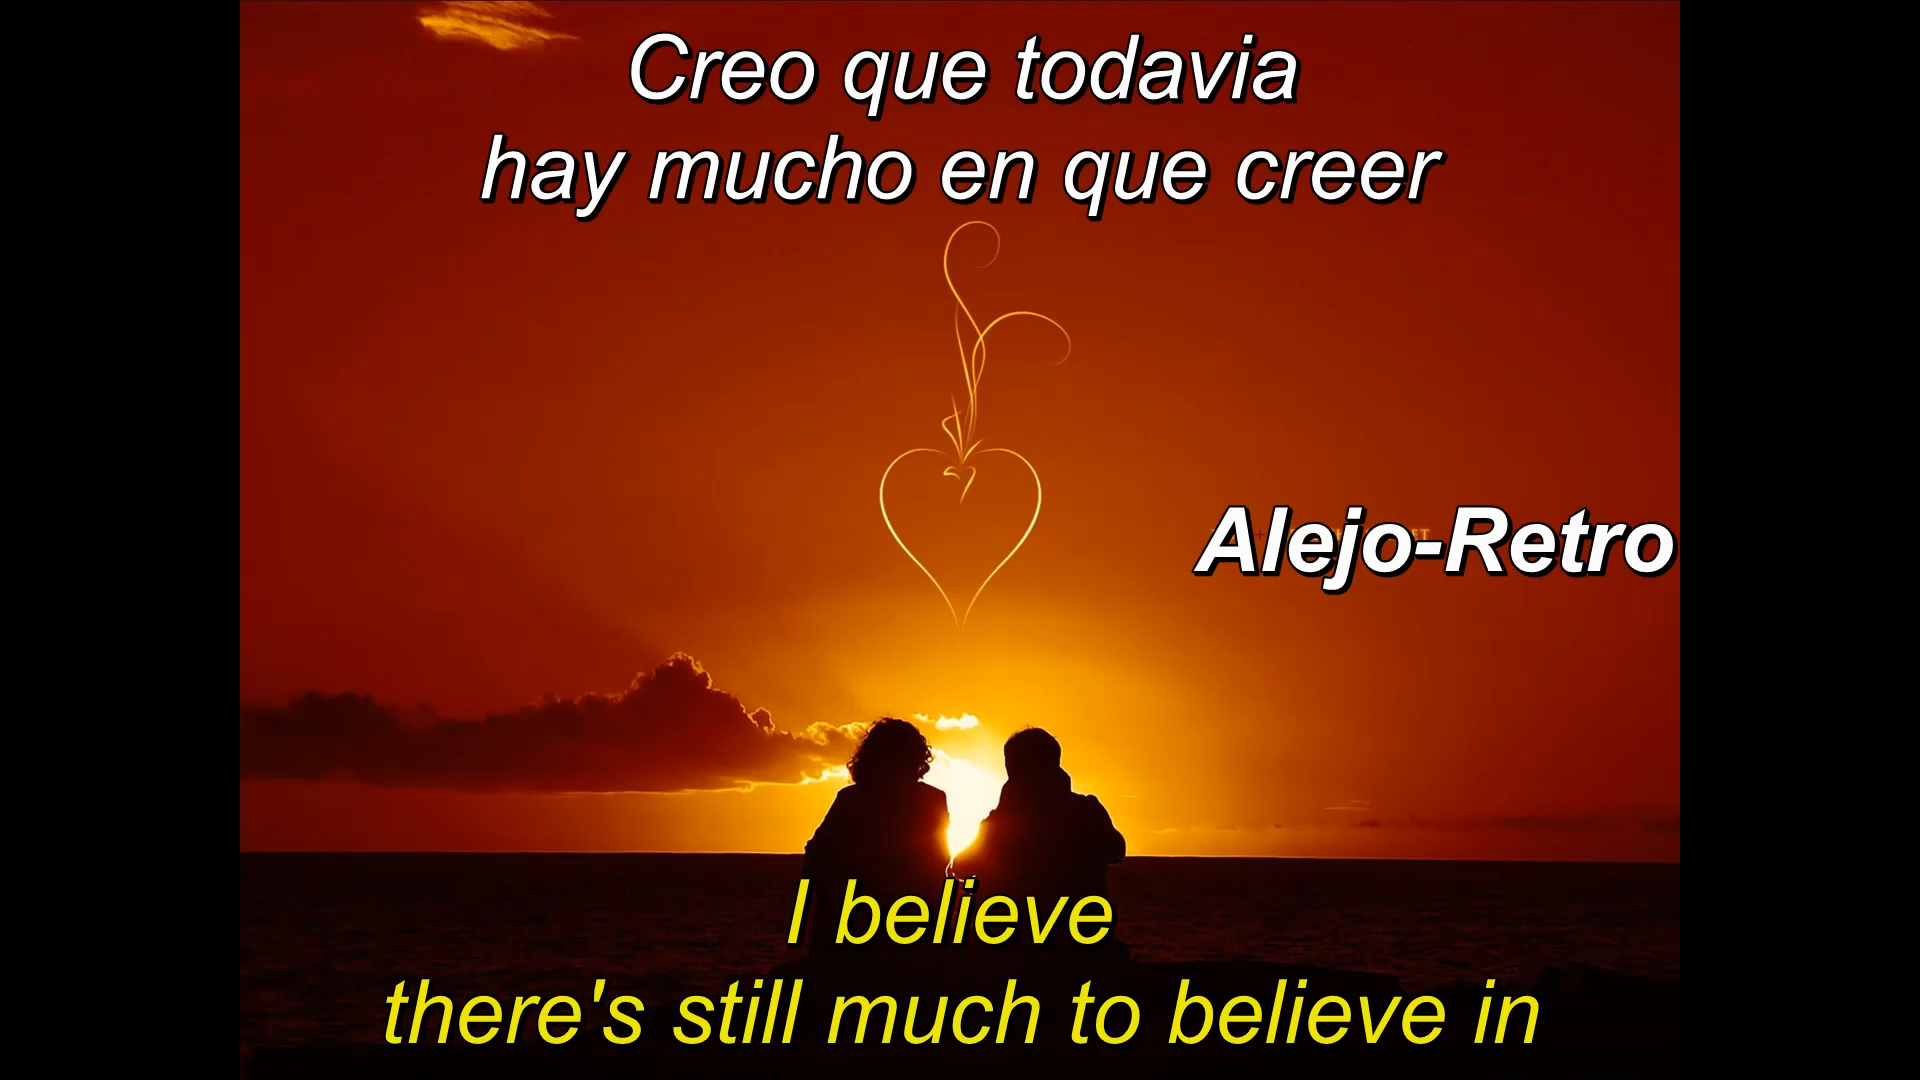 Creo que todavia
hay mucho en que creer
Alejo-Retro
I believe
there's still much to believe in